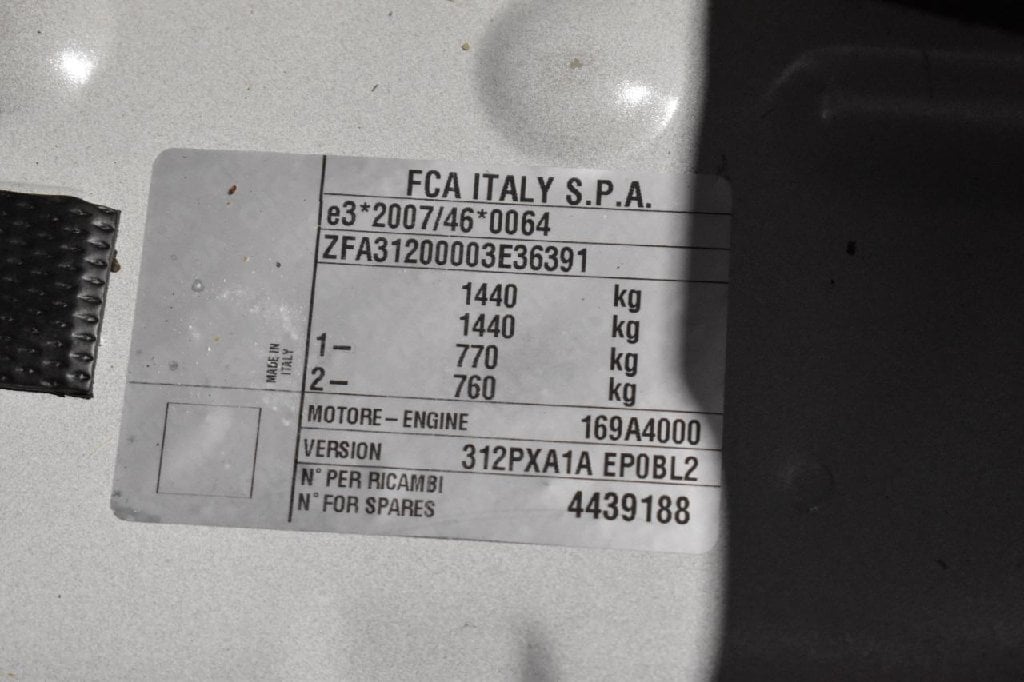 FCA ITALY S.P.A.
e3*2007/46*0064
ZFA31200003E36391
1440 kg
1440 kg
1– 770 kg
2– 760 kg
MADE IN
ITALY
MOTORE – ENGINE 169A4000
VERSION 312PXA1A EP0BL2
N° PER RICAMBI
N° FOR SPARES 4439188